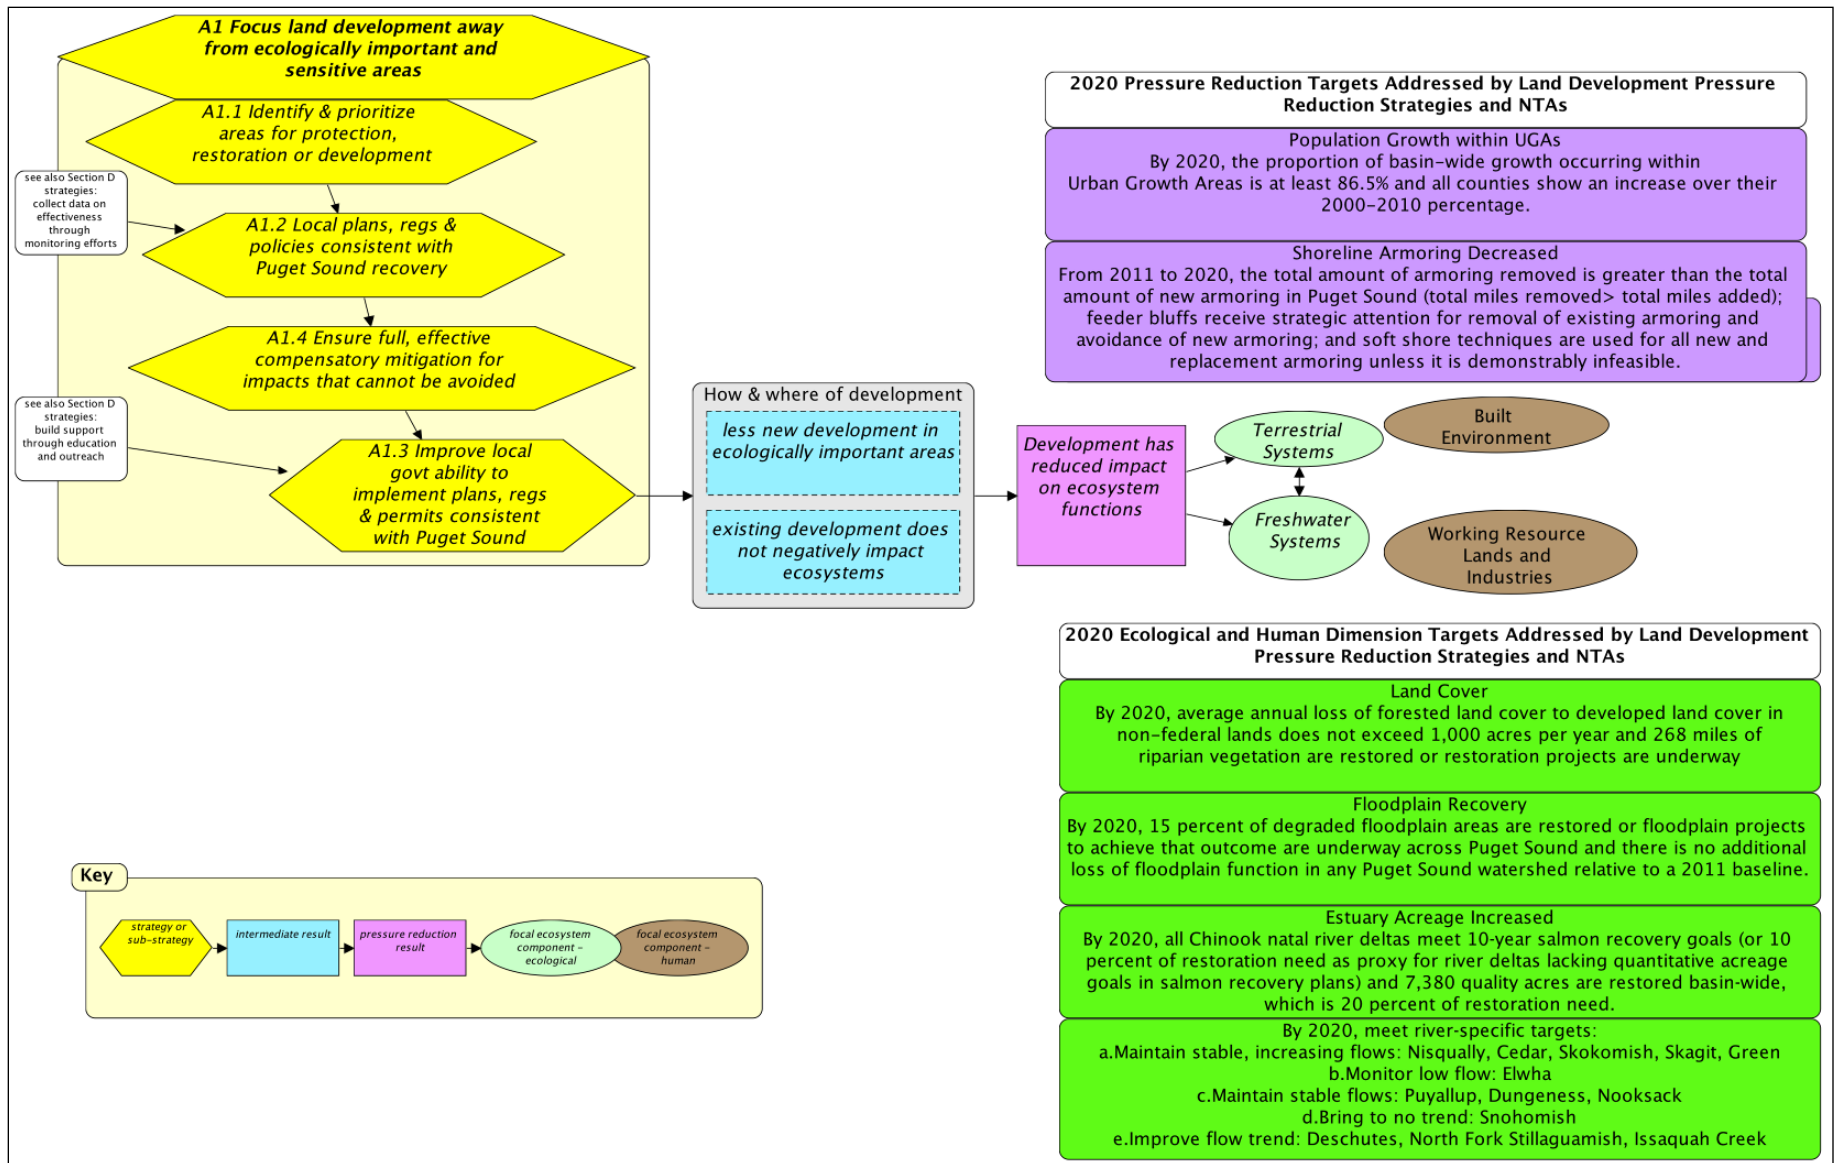 A1 Focus land development away
from ecologically important and
sensitive areas
A1.1 Identify & prioritize
areas for protection,
restoration or development
see also Section D
strategies:
collect data on
effectiveness
through
monitoring efforts
A1.2 Local plans, regs &
policies consistent with
Puget Sound recovery
A1.4 Ensure full, effective
compensatory mitigation for
impacts that cannot be avoided
see also Section D
strategies:
build support
through education
and outreach
A1.3 Improve local
govt ability to
implement plans, regs
& permits consistent
with Puget Sound
How & where of development
less new development in
ecologically important areas
existing development does
not negatively impact
ecosystems
Development has
reduced impact
on ecosystem
functions
Terrestrial
Systems
Freshwater
Systems
Built
Environment
Working Resource
Lands and
Industries
2020 Pressure Reduction Targets Addressed by Land Development Pressure
Reduction Strategies and NTAs
Population Growth within UGAs
By 2020, the proportion of basin-wide growth occurring within
Urban Growth Areas is at least 86.5% and all counties show an increase over their
2000-2010 percentage.
Shoreline Armoring Decreased
From 2011 to 2020, the total amount of armoring removed is greater than the total
amount of new armoring in Puget Sound (total miles removed> total miles added);
feeder bluffs receive strategic attention for removal of existing armoring and
avoidance of new armoring; and soft shore techniques are used for all new and
replacement armoring unless it is demonstrably infeasible.
2020 Ecological and Human Dimension Targets Addressed by Land Development
Pressure Reduction Strategies and NTAs
Land Cover
By 2020, average annual loss of forested land cover to developed land cover in
non-federal lands does not exceed 1,000 acres per year and 268 miles of
riparian vegetation are restored or restoration projects are underway
Floodplain Recovery
By 2020, 15 percent of degraded floodplain areas are restored or floodplain projects
to achieve that outcome are underway across Puget Sound and there is no additional
loss of floodplain function in any Puget Sound watershed relative to a 2011 baseline.
Estuary Acreage Increased
By 2020, all Chinook natal river deltas meet 10-year salmon recovery goals (or 10
percent of restoration need as proxy for river deltas lacking quantitative acreage
goals in salmon recovery plans) and 7,380 quality acres are restored basin-wide,
which is 20 percent of restoration need.
By 2020, meet river-specific targets:
a.Maintain stable, increasing flows: Nisqually, Cedar, Skokomish, Skagit, Green
b.Monitor low flow: Elwha
c.Maintain stable flows: Puyallup, Dungeness, Nooksack
d.Bring to no trend: Snohomish
e.Improve flow trend: Deschutes, North Fork Stillaguamish, Issaquah Creek
Key
strategy or
sub-strategy
intermediate result
pressure reduction
result
focal ecosystem
component -
ecological
focal ecosystem
component -
human